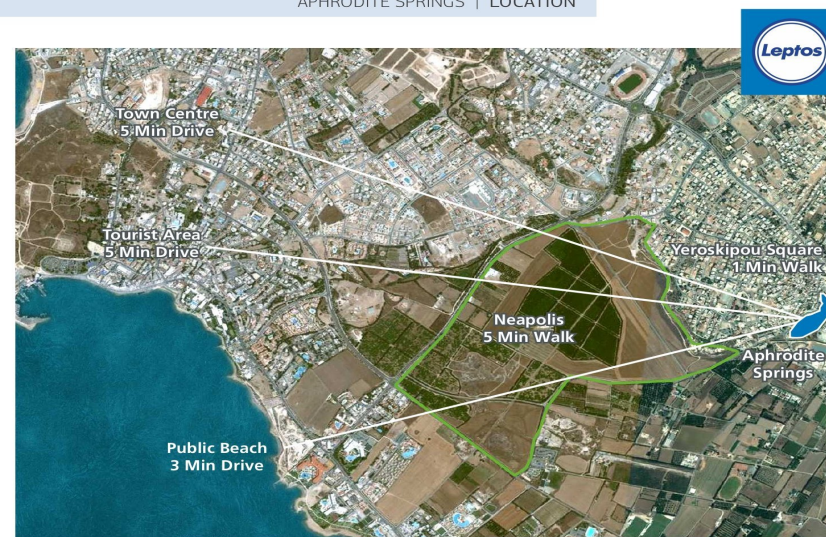 APHRODITE SPRINGS | LOCATION
Leptos
Town Centre
5 Min Drive
Tourist Area
5 Min Drive
Yeroskipou Square
1 Min Walk
Neapolis
5 Min Walk
Aphrodite
Springs
Public Beach
3 Min Drive